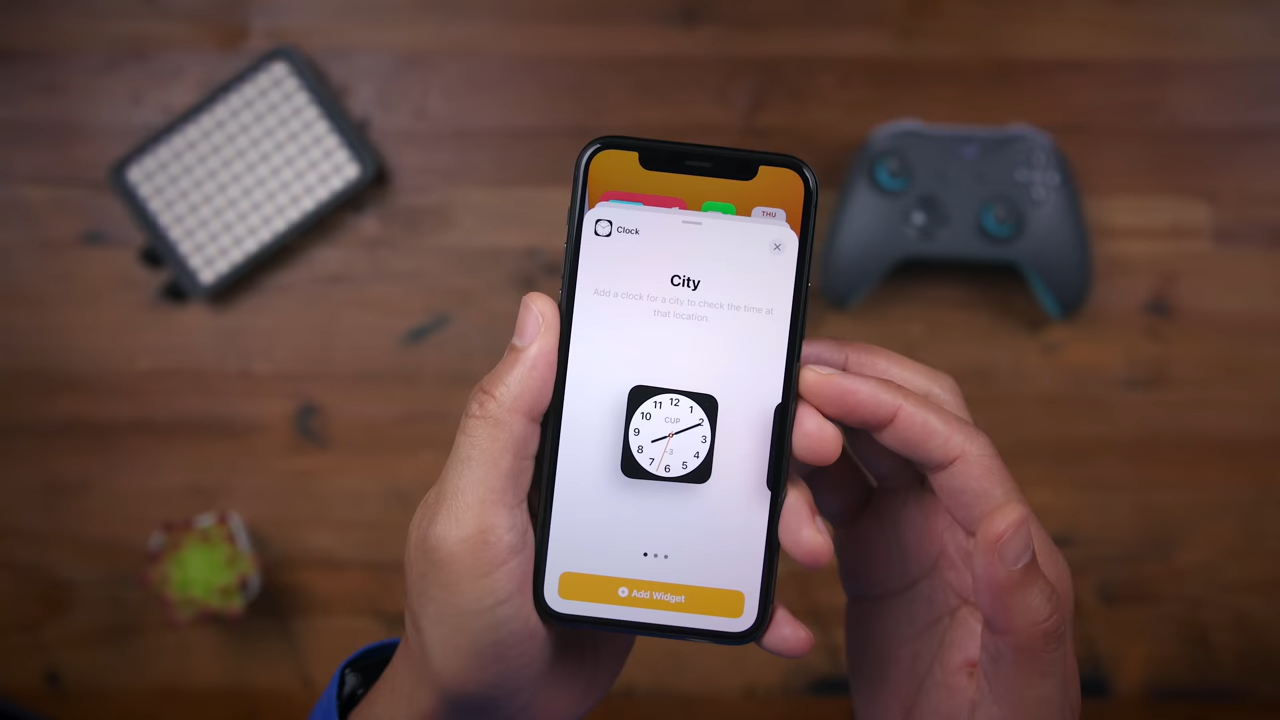 THU
Clock
City
Add a clock for a city to check the time at
that location.
12
11
1
10
CUP
2
9
3
-3
8
4
7
5
6
Add Widget